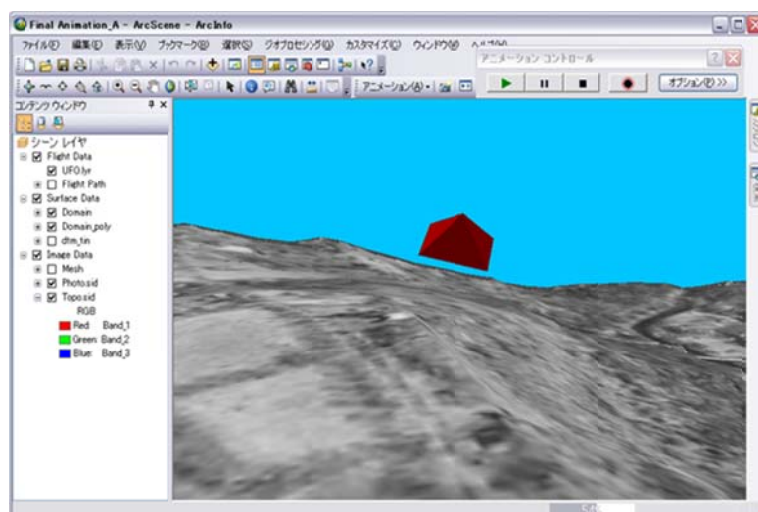 Final Animation_A - ArcScene - ArcInfo
ファイル(F) 編集(E) 表示(V) ブックマーク(B) 選択(S) ジオプロセシング(G) カスタマイズ(C) ウィンドウ(W) ヘルプ(H)
アニメーション コントロール
アニメーション(A)
オプション(P) >>
コンテンツ ウィンドウ
シーン レイヤ
Flight Data
UFO.lyr
Flight Path
Surface Data
Domain
Domain_poly
dtm_tin
Image Data
Mesh
Photo.sid
Topo.sid
RGB
Red: Band_1
Green: Band_2
Blue: Band_3